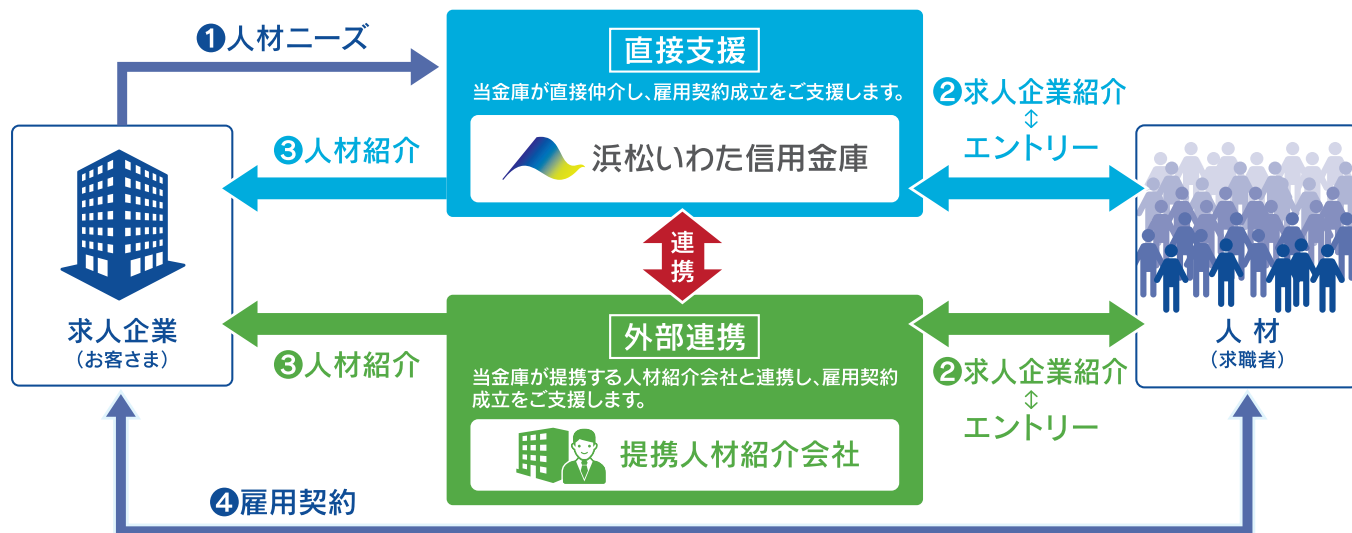 ❶人材ニーズ
直接支援
当金庫が直接仲介し、雇用契約成立をご支援します。
浜松いわた信用金庫
❷求人企業紹介
↕
エントリー
❸人材紹介
連携
求人企業
（お客さま）
❸人材紹介
外部連携
当金庫が提携する人材紹介会社と連携し、雇用契約
成立をご支援します。
提携人材紹介会社
❷求人企業紹介
↕
エントリー
人材
（求職者）
❹雇用契約